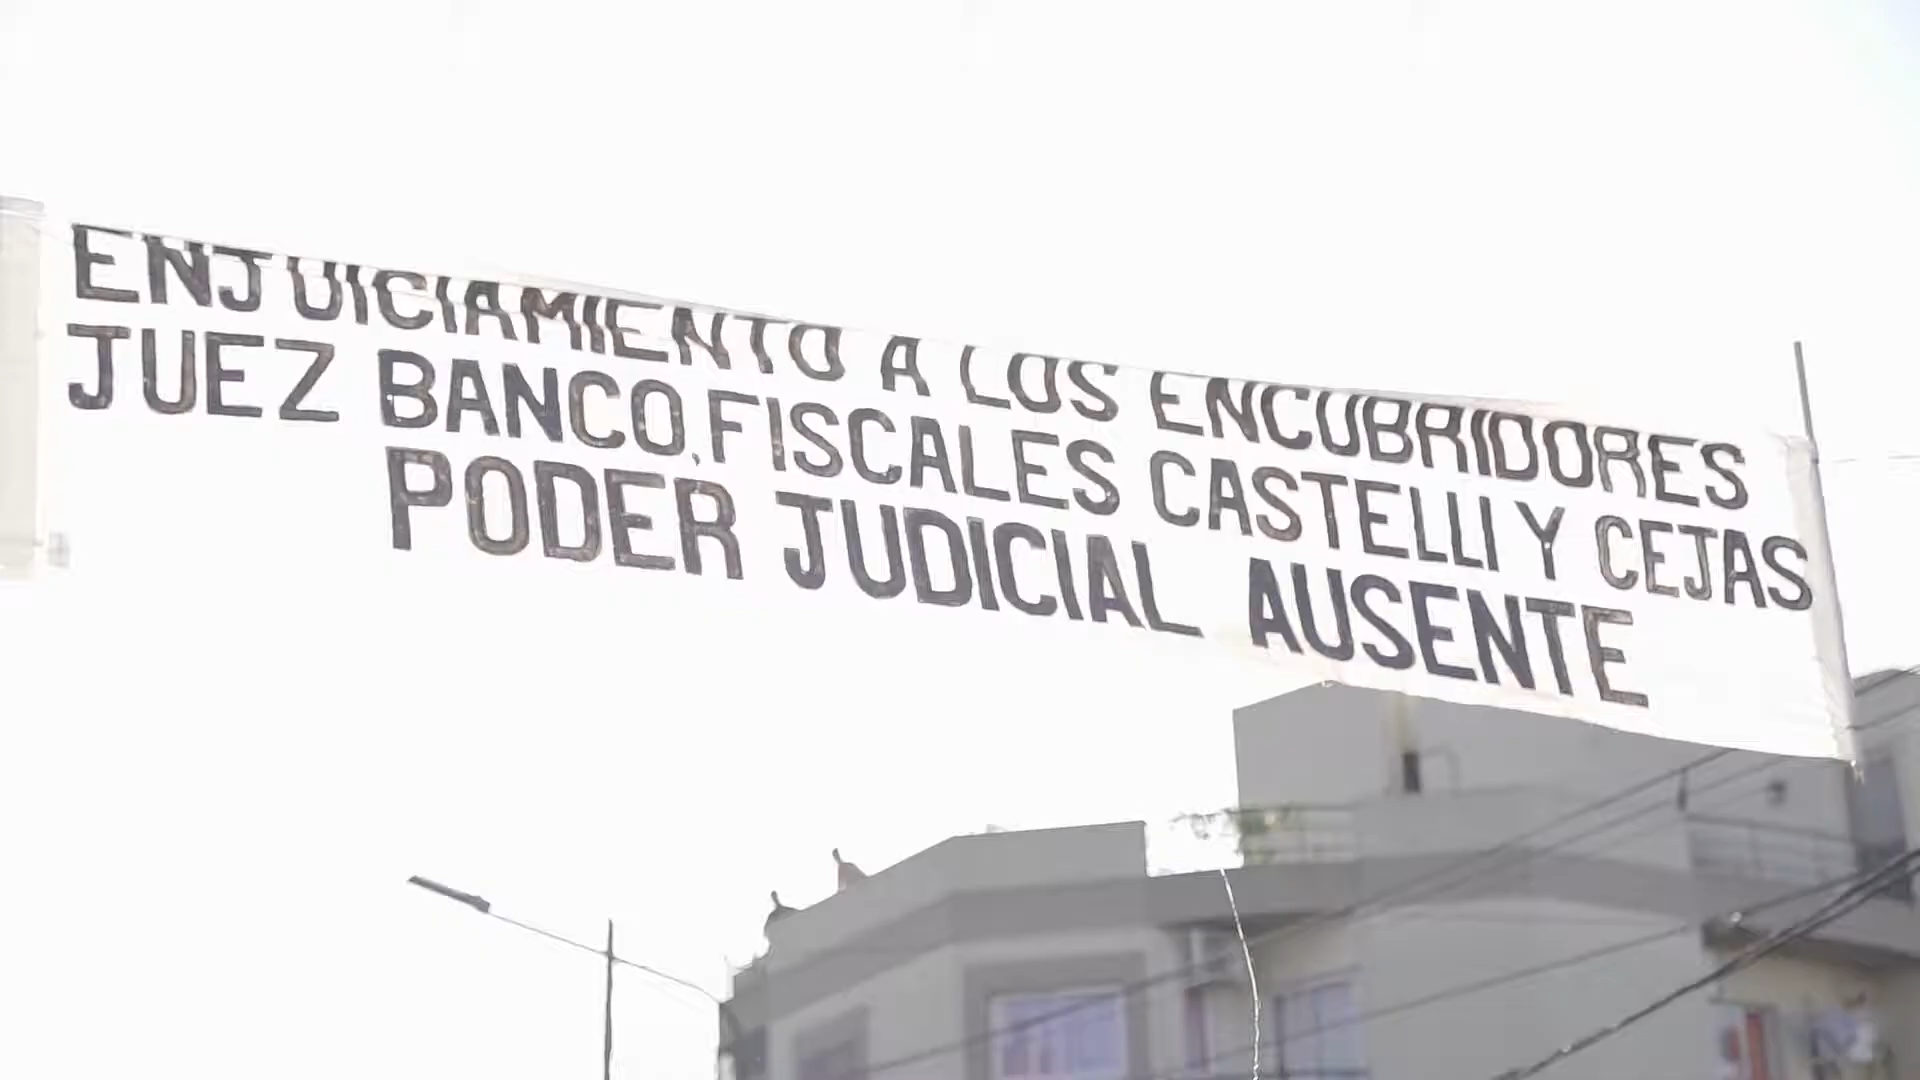 ENJUICIAMIENTO A LOS ENCUBRIDORES
JUEZ BANCO, FISCALES CASTELLI Y CEJAS
PODER JUDICIAL AUSENTE